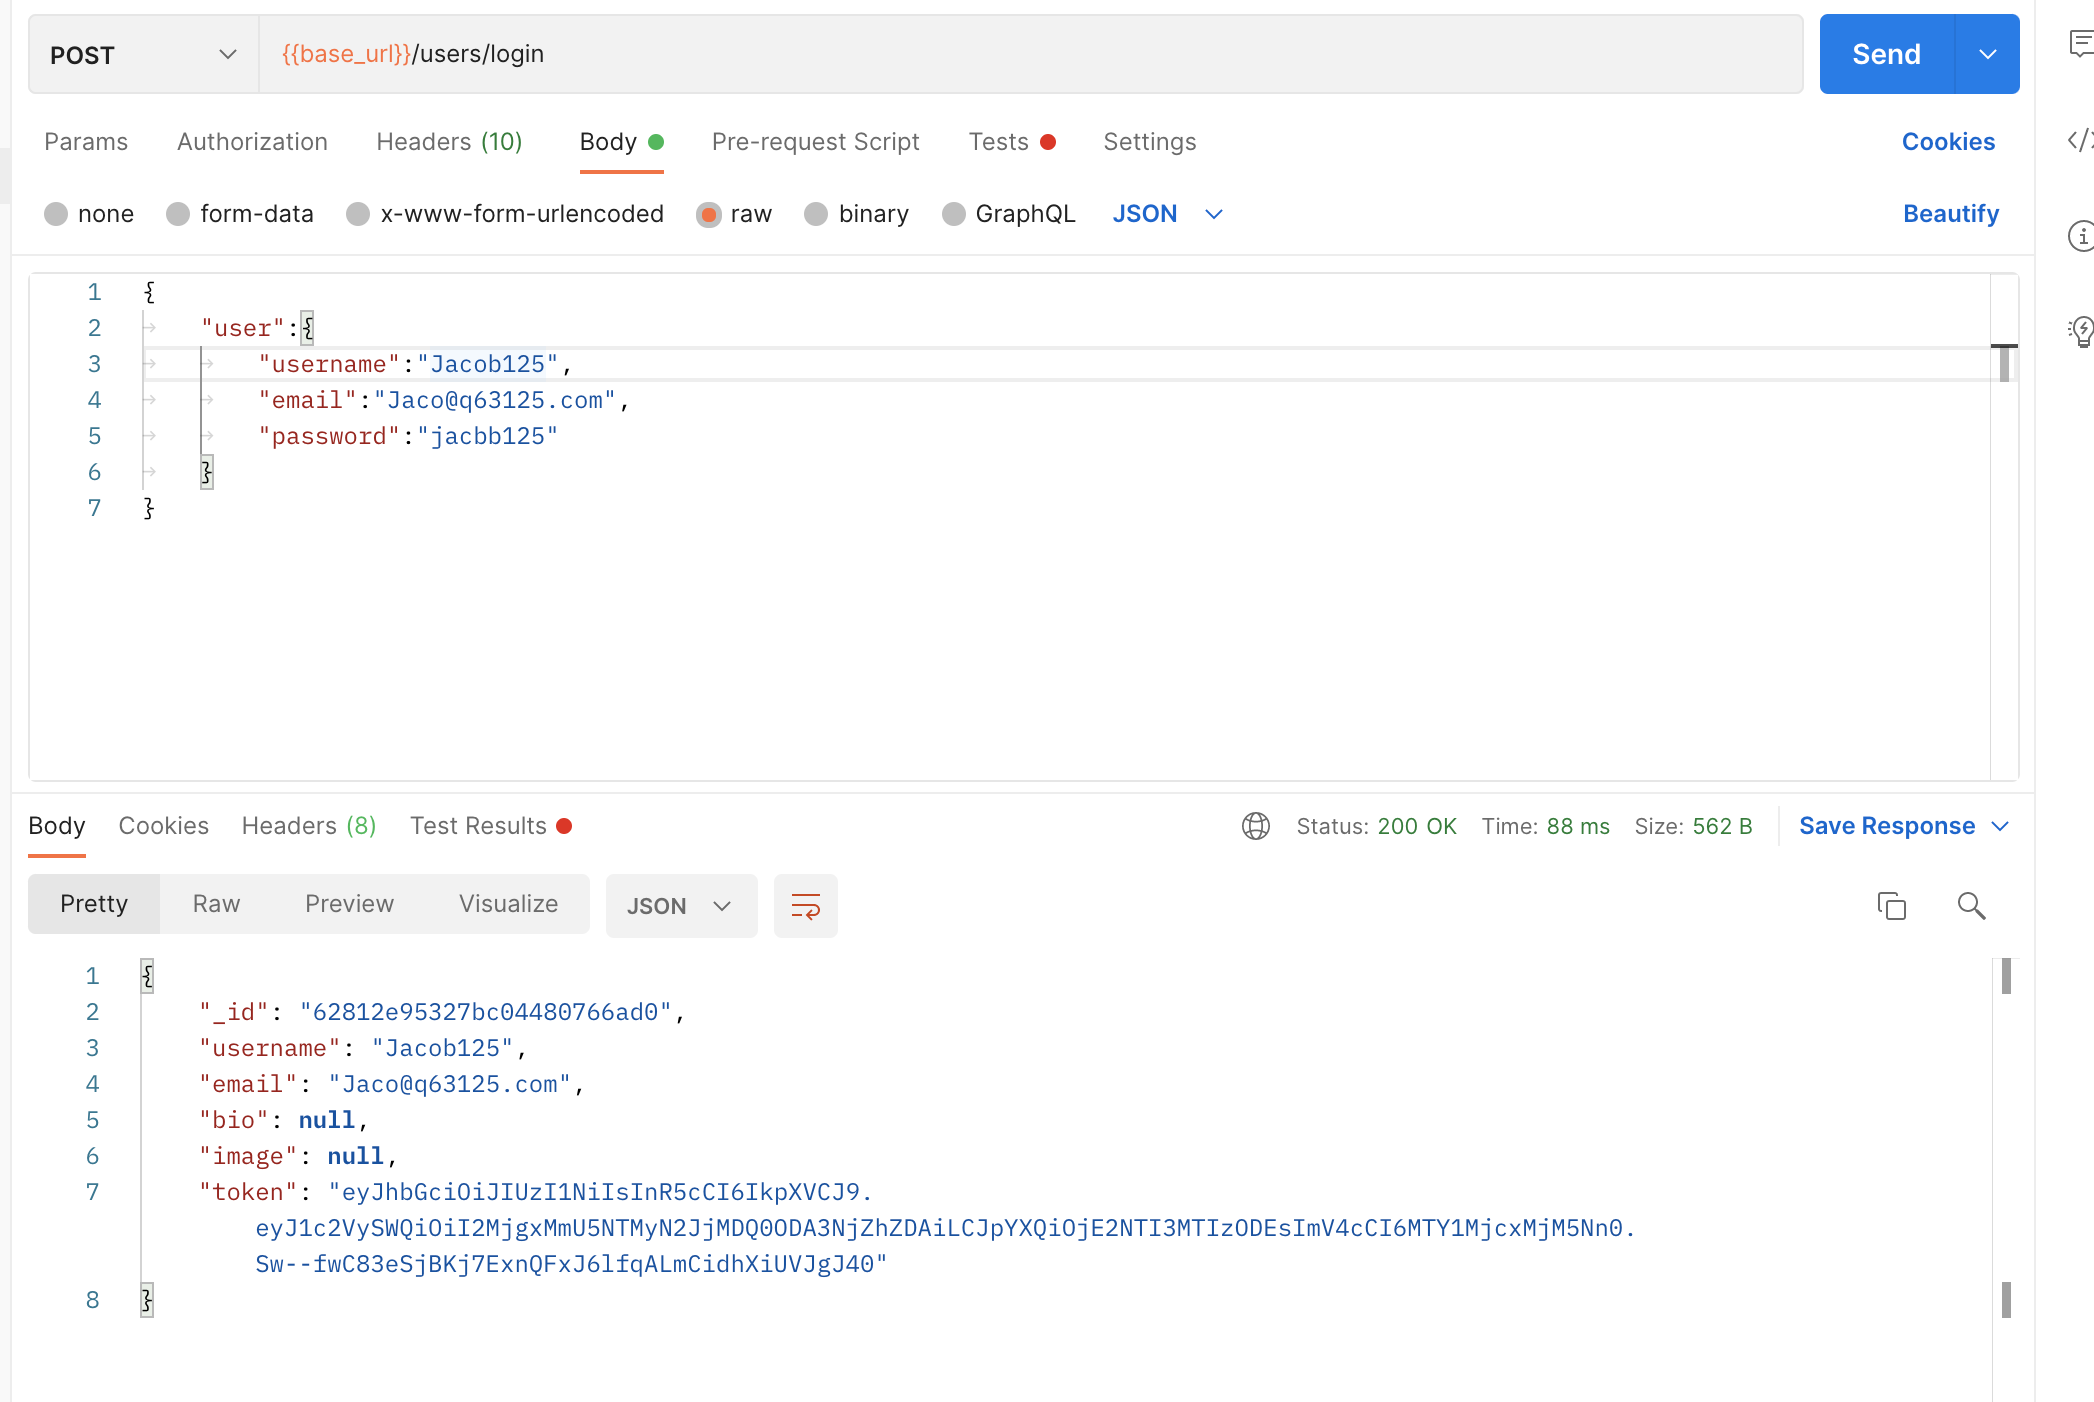 POST {{base_url}}/users/login Send
Params Authorization Headers (10) Body Pre-request Script Tests Settings Cookies
none form-data x-www-form-urlencoded raw binary GraphQL JSON Beautify
1 {
2 "user":{
3 "username":"Jacob125",
4 "email":"Jaco@q63125.com",
5 "password":"jacbb125"
6 }
7 }
Body Cookies Headers (8) Test Results Status: 200 OK Time: 88 ms Size: 562 B Save Response
Pretty Raw Preview Visualize JSON
1 {
2 "_id": "62812e95327bc04480766ad0",
3 "username": "Jacob125",
4 "email": "Jaco@q63125.com",
5 "bio": null,
6 "image": null,
7 "token": "eyJhbGciOiJIUzI1NiIsInR5cCI6IkpXVCJ9.
eyJ1c2VySWQiOiI2MjgxMmU5NTMyN2JjMDQ0ODA3NjZhZDAiLCJpYXQiOjE2NTI3MTIzODEsImV4cCI6MTY1MjcxMjM5Nn0.
Sw--fwC83eSjBKj7ExnQFxJ6lfqALmCidhXiUVJgJ40"
8 }